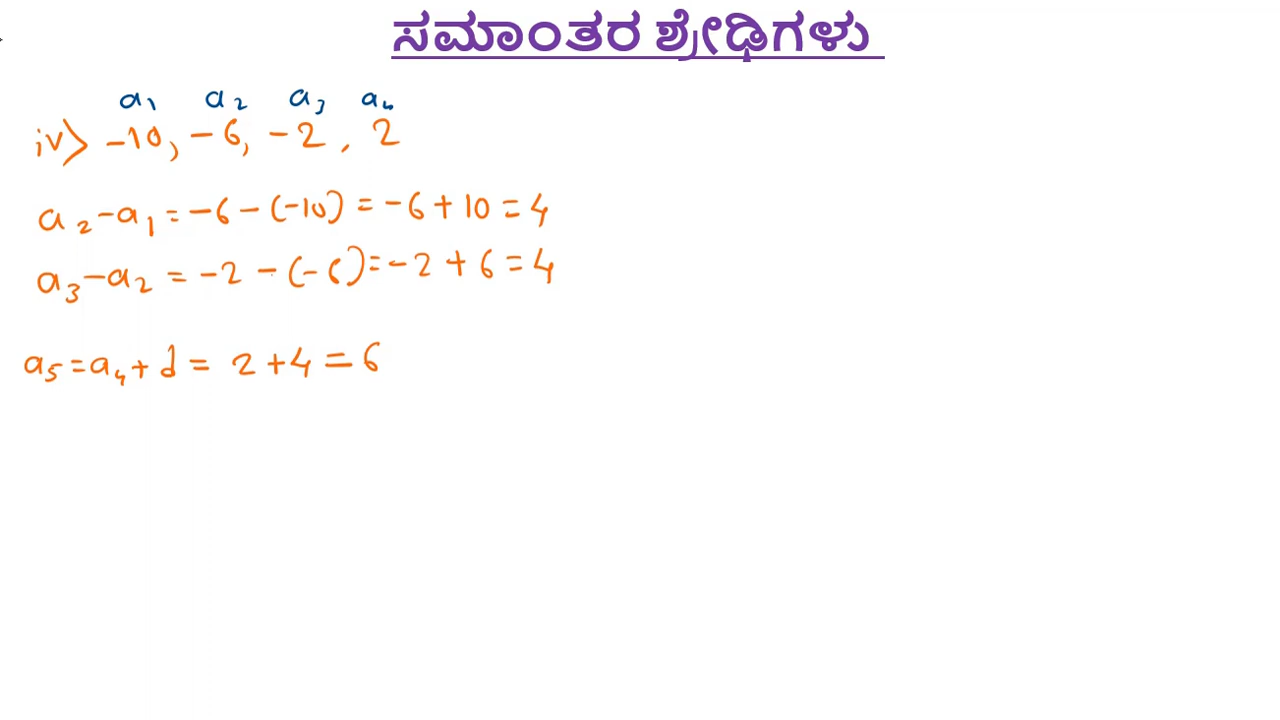 ಸಮಾಂತರ ಶ್ರೇಢಿಗಳು
a₁ a₂ a₃ a₄
iv> -10, -6, -2, 2
a₂-a₁ = -6-(-10) = -6+10 = 4
a₃-a₂ = -2-(-6) = -2+6 = 4
a₅ = a₄+d = 2+4 = 6